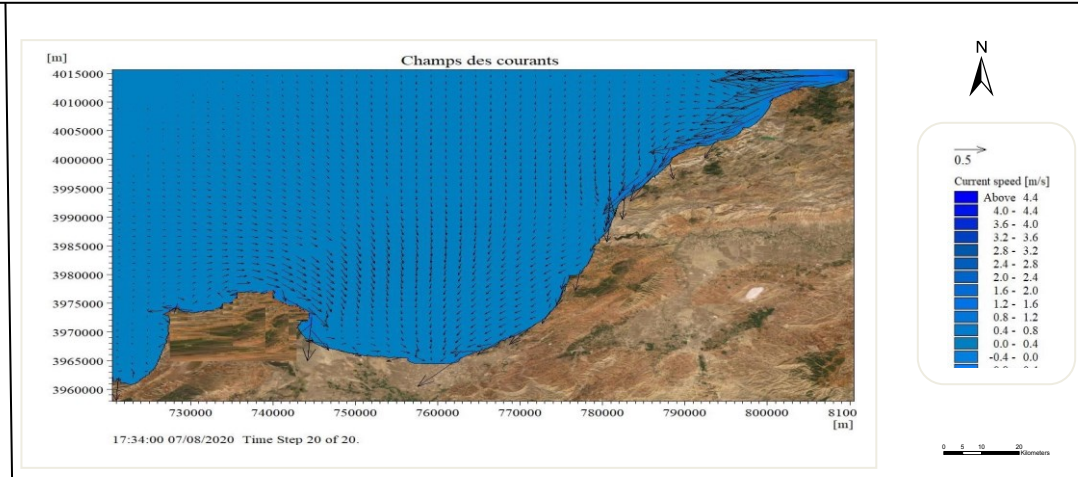 [m]
Champs des courants
4015000
4010000
4005000
4000000
3995000
3990000
3985000
3980000
3975000
3970000
3965000
3960000
730000 740000 750000 760000 770000 780000 790000 800000 8100
[m]
17:34:00 07/08/2020 Time Step 20 of 20.
N
0.5
Current speed [m/s]
Above 4.4
4.0 - 4.4
3.6 - 4.0
3.2 - 3.6
2.8 - 3.2
2.4 - 2.8
2.0 - 2.4
1.6 - 2.0
1.2 - 1.6
0.8 - 1.2
0.4 - 0.8
0.0 - 0.4
-0.4 - 0.0
0 5 10 20
Kilometers